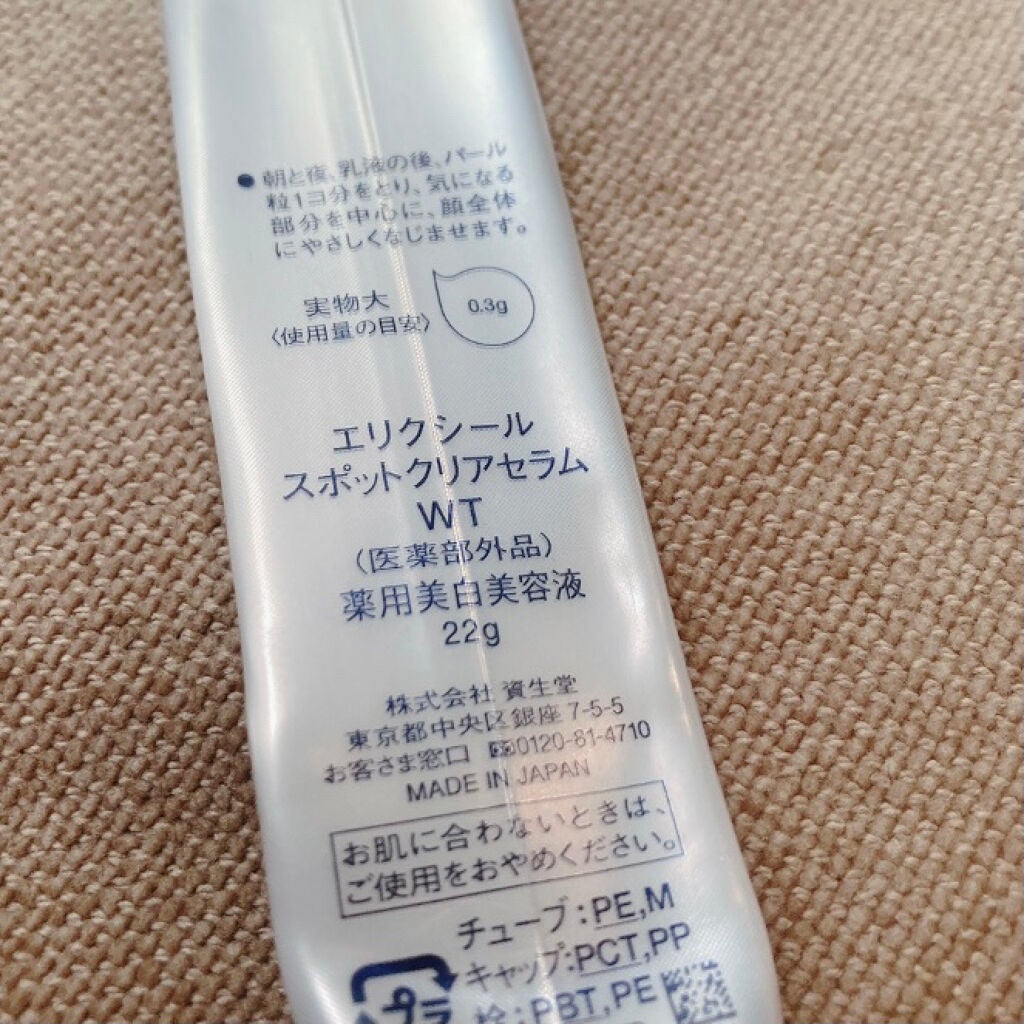 ●朝と夜、乳液の後、パール
粒1コ分をとり、気になる
部分を中心に、顔全体
にやさしくなじませます。
実物大
〈使用量の目安〉
0.3g
エリクシール
スポットクリアセラム
WT
(医薬部外品)
薬用美白美容液
22g
株式会社 資生堂
東京都中央区銀座 7-5-5
お客さま窓口 0120-81-4710
MADE IN JAPAN
お肌に合わないときは、
ご使用をおやめください。
チューブ:PE,M
キャップ:PCT,PP
栓:PBT,PE
プラ